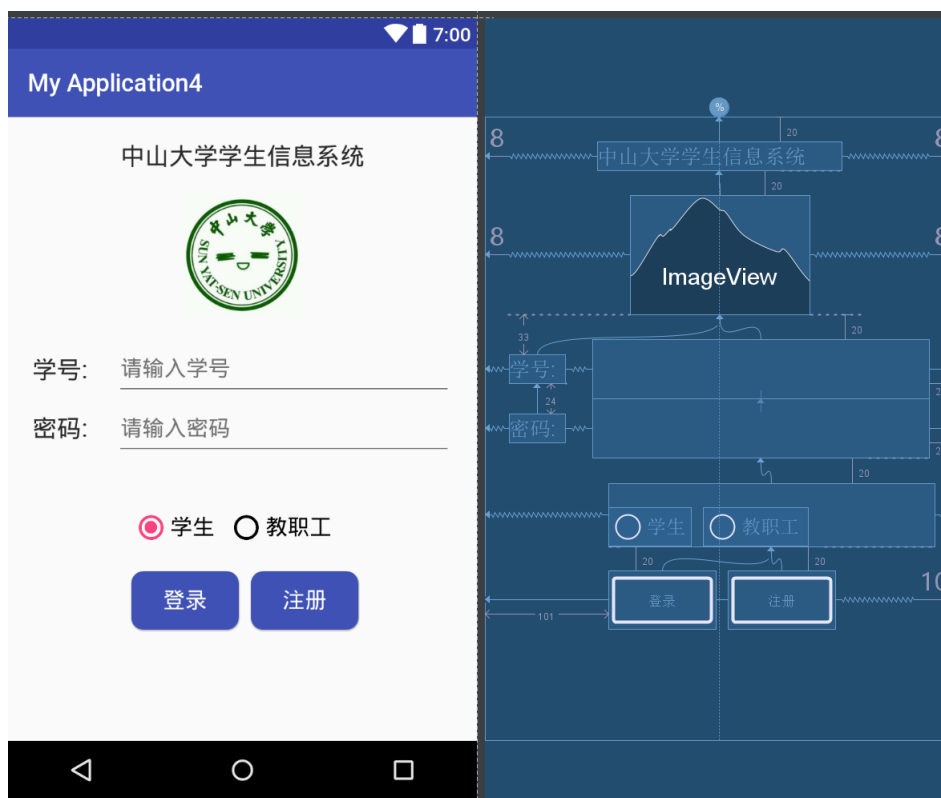 7:00
My Application4
中山大学学生信息系统
中山大学
SUN YAT-SEN UNIVERSITY
学号: 请输入学号
密码: 请输入密码
学生 教职工
登录 注册
%
8 20 8
中山大学学生信息系统
20
8 8
ImageView
33 20
学号:
24
密码:
20
学生 教职工
20 20
10
登录 注册
101